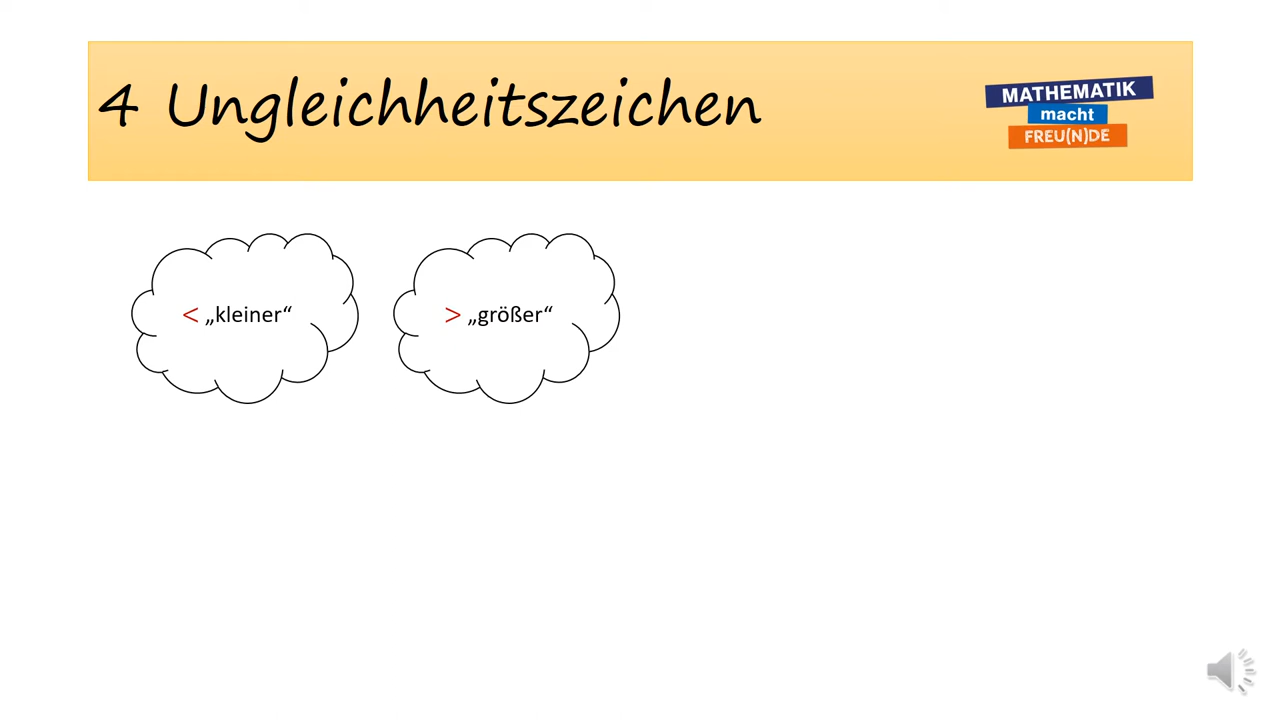 4 Ungleichheitszeichen
MATHEMATIK
macht
FREU(N)DE
< „kleiner“
> „größer“